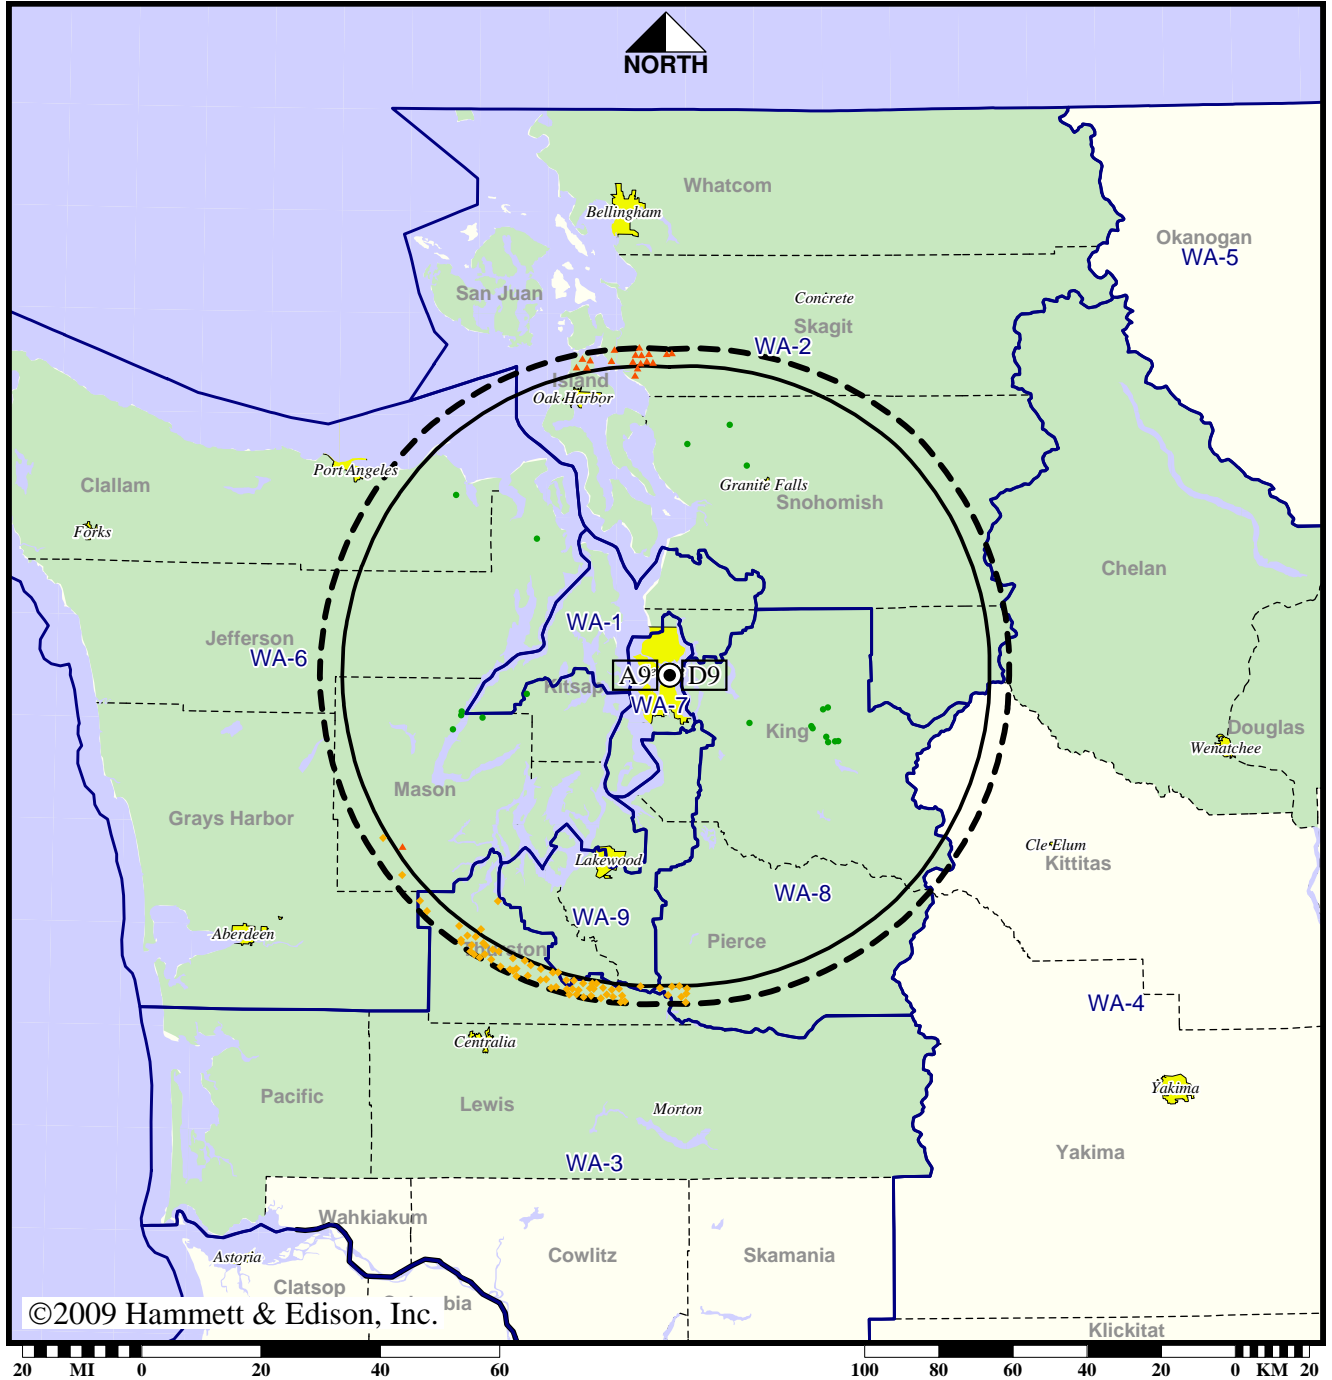 NORTH
Whatcom
Bellingham
Okanogan
WA-5
San Juan
Concrete
Skagit
WA-2
Island
Oak Harbor
Port Angeles
Clallam
Granite Falls
Snohomish
Forks
Chelan
WA-1
Jefferson
WA-6
A9 D9
Kitsap
WA-7
King
Douglas
Wenatchee
Mason
Grays Harbor
Cle Elum
Kittitas
Lakewood
WA-8
WA-9
Aberdeen
Thurston
Pierce
WA-4
Centralia
Yakima
Pacific
Lewis
Morton
Yakima
WA-3
Wahkiakum
Astoria
Cowlitz
Skamania
Clatsop
bia
©2009 Hammett & Edison, Inc.
Klickitat
20 MI 0 20 40 60 100 80 60 40 20 0 KM 20